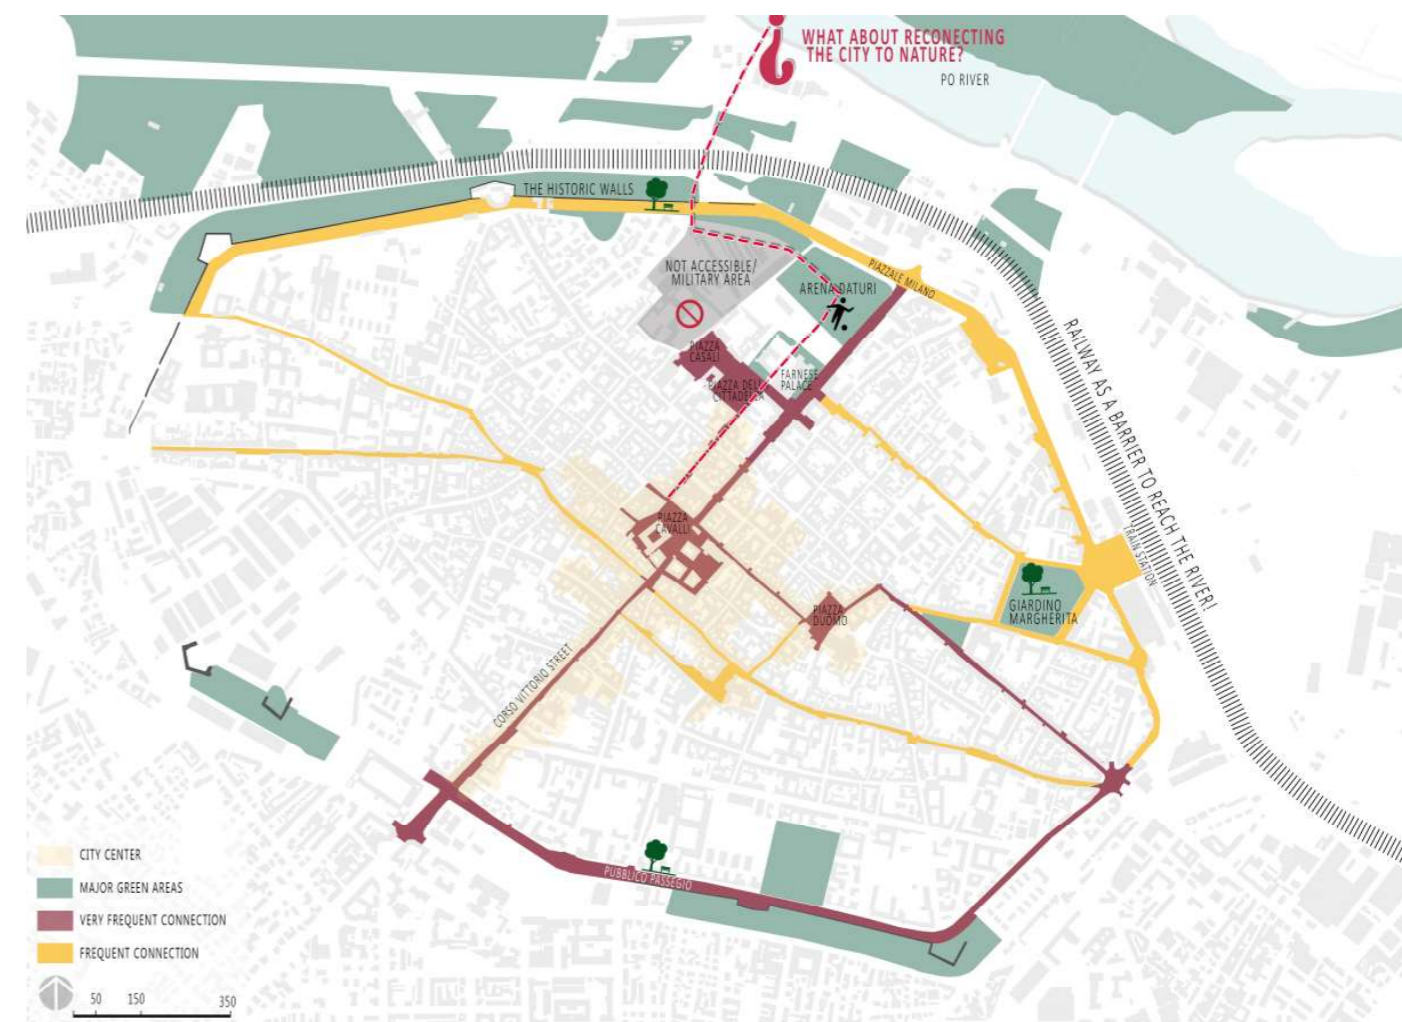 WHAT ABOUT RECONECTING
THE CITY TO NATURE?
PO RIVER
THE HISTORIC WALLS
NOT ACCESSIBLE/
MILITARY AREA
PIAZZALE MILANO
ARENA DATURI
PIAZZA
CASALI
PIAZZA DELL
CITTADELLA
FARNESE
PALACE
RAILWAY AS A BARRIER TO REACH THE RIVER!
PIAZZA
CAVALLI
TRAIN STATION
GIARDINO
MARGHERITA
PIAZZA
DUOMO
CORSO VITTORIO STREET
PUBBLICO PASSEGIO
CITY CENTER
MAJOR GREEN AREAS
VERY FREQUENT CONNECTION
FREQUENT CONNECTION
50 150 350